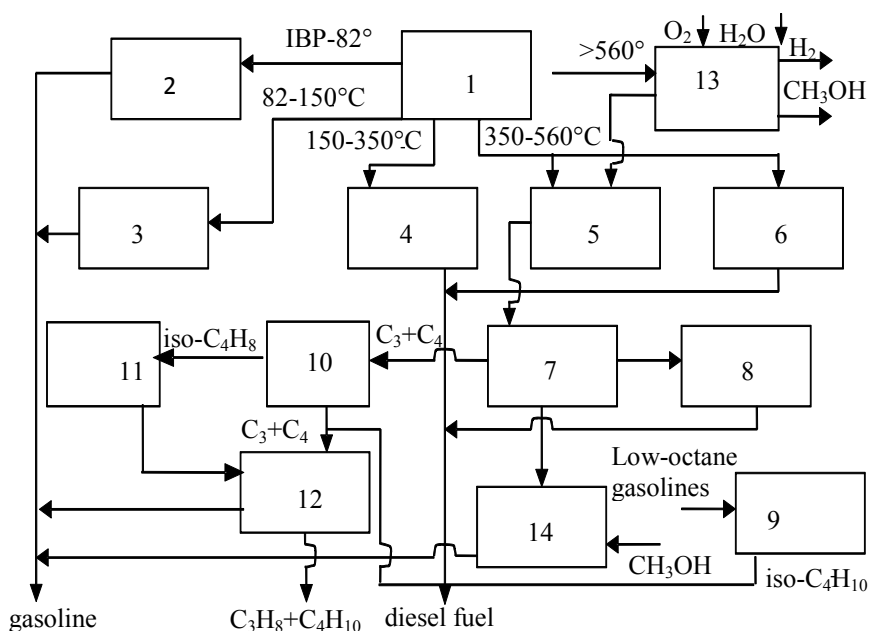 O₂
H₂O
IBP-82°
>560°
H₂
2
1
13
82-150°C
CH₃OH
150-350°C
350-560°C
3
4
5
6
iso-C₄H₈
C₃+C₄
11
10
7
8
C₃+C₄
Low-octane
gasolines
12
14
9
CH₃OH
iso-C₄H₁₀
gasoline
C₃H₈+C₄H₁₀
diesel fuel